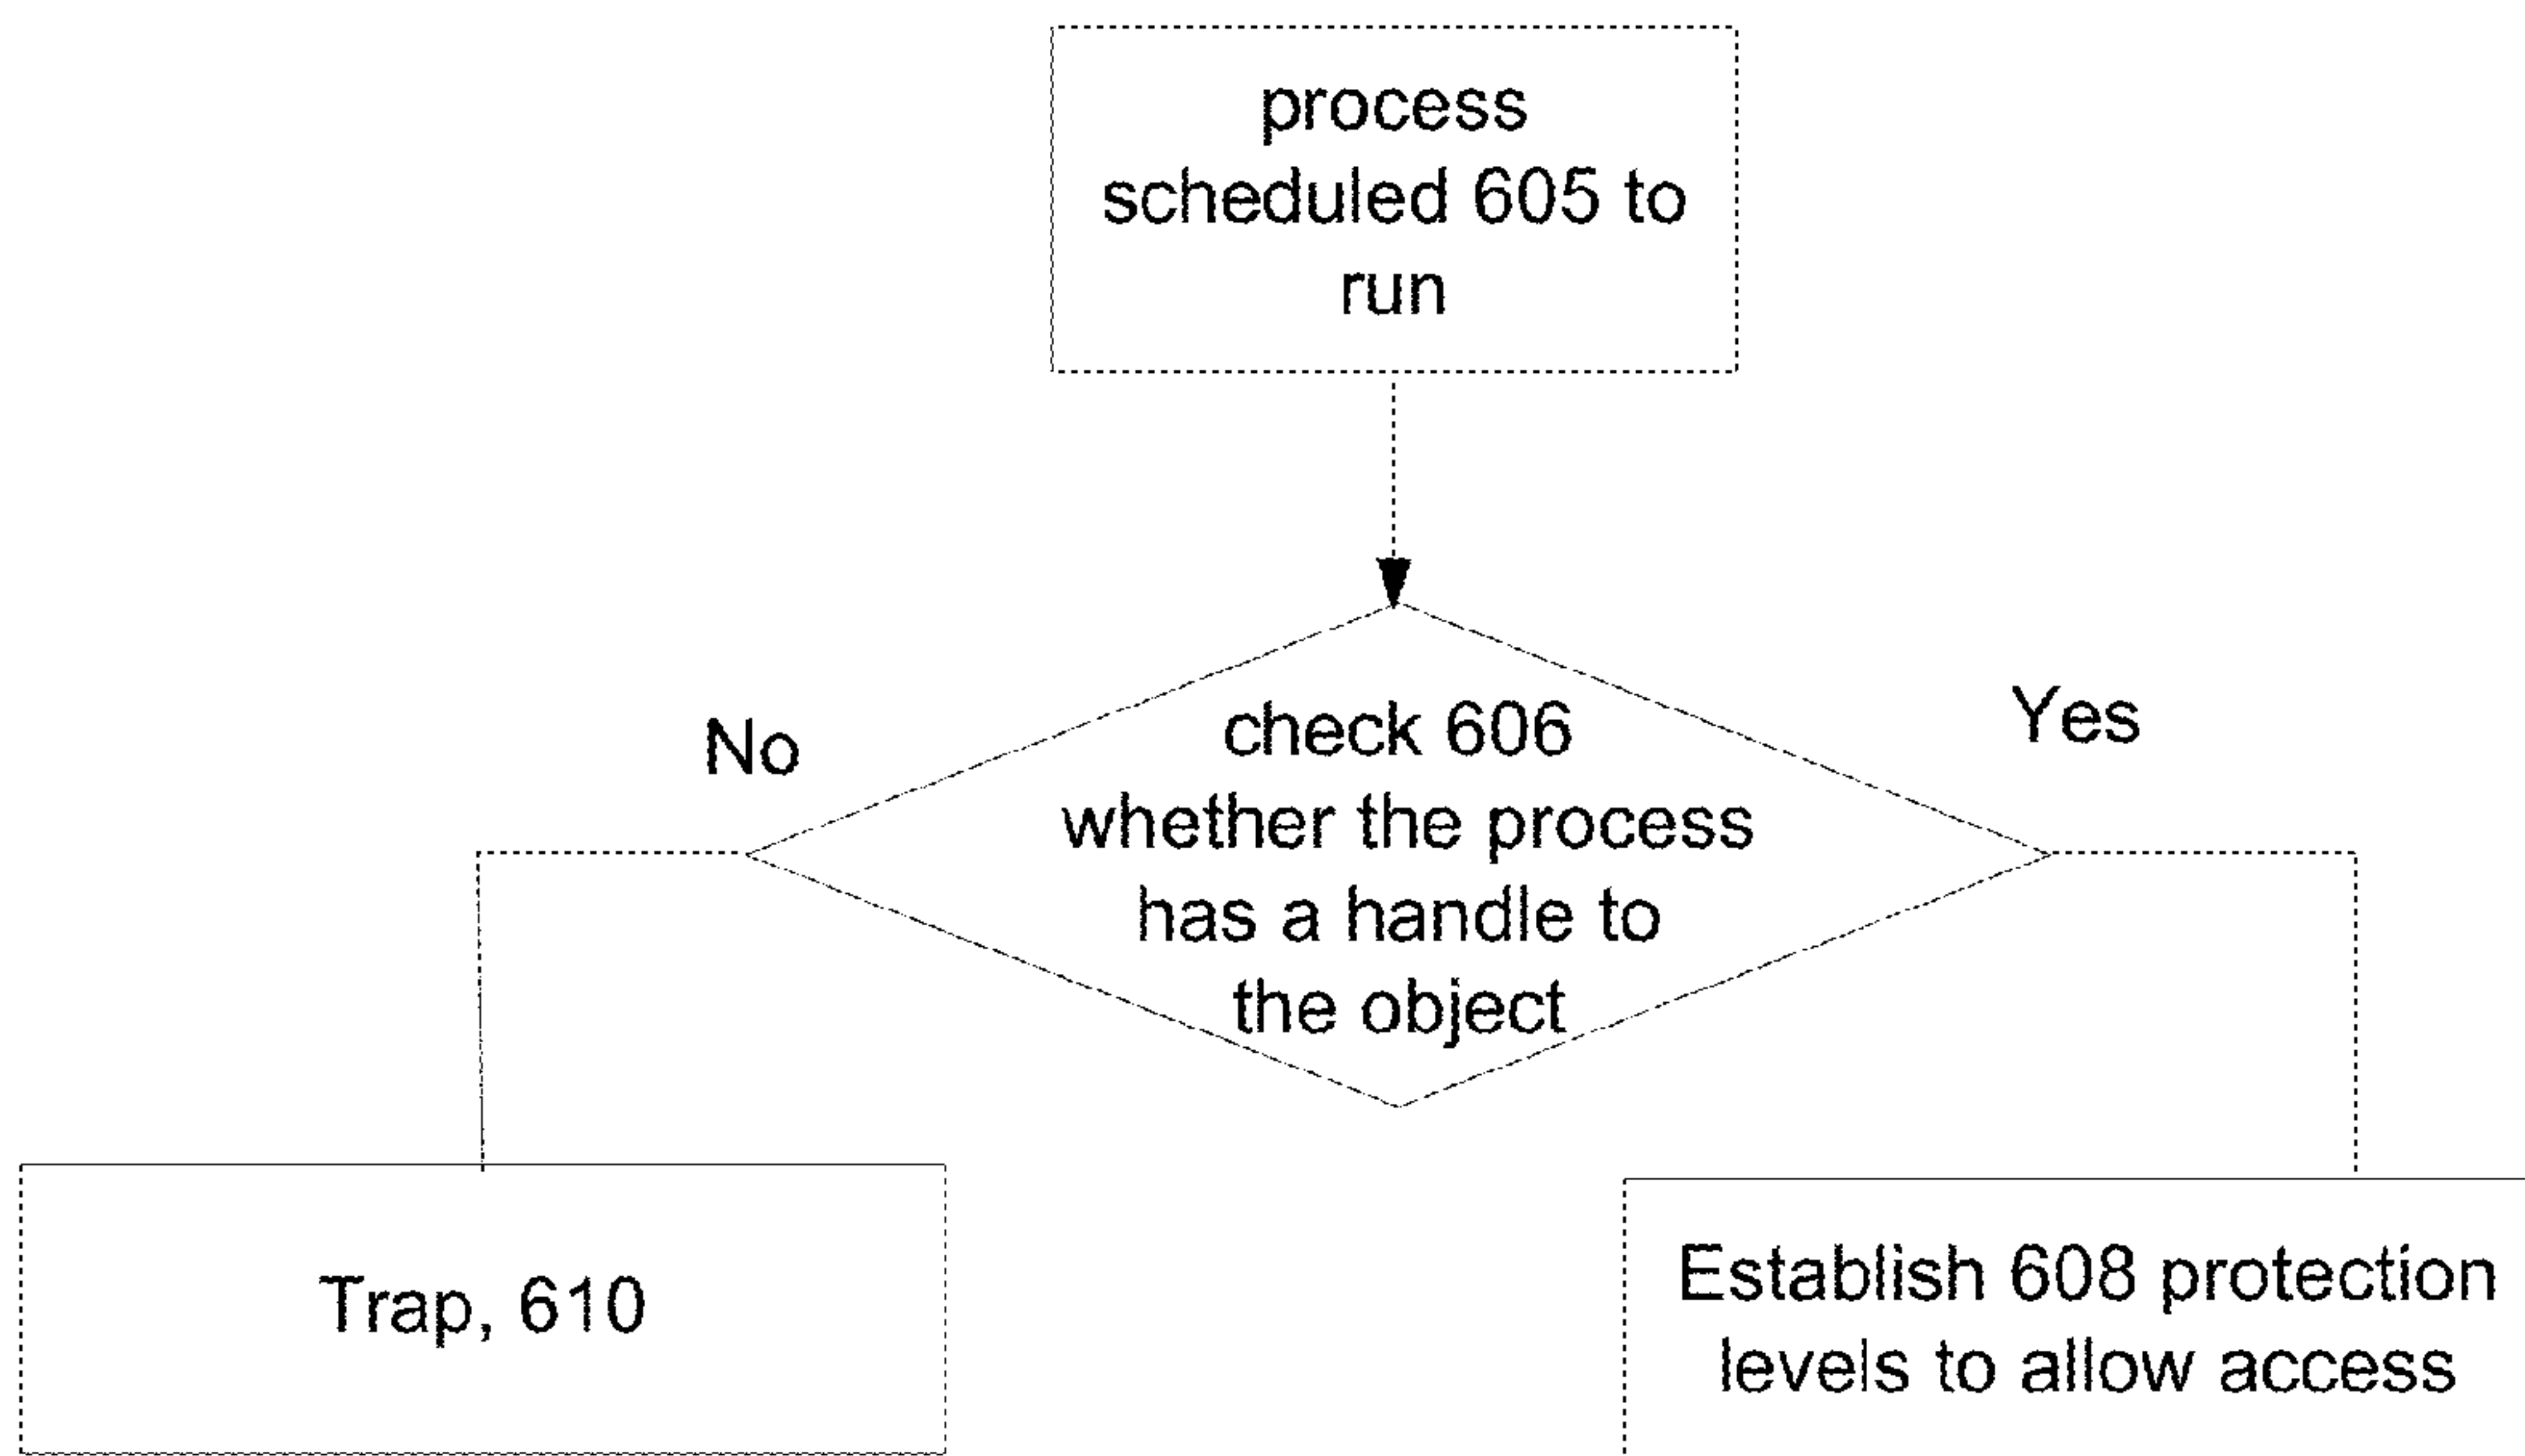 process
scheduled 605 to
run
No
Yes
check 606
whether the process
has a handle to
the object
Trap, 610
Establish 608 protection
levels to allow access